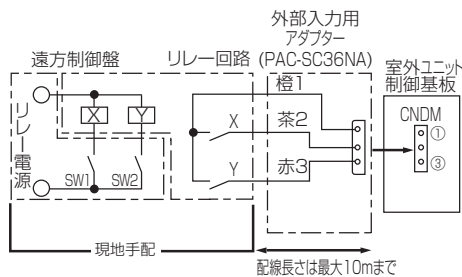 外部入力用
アダプター
遠方制御盤
リレー回路
(PAC-SC36NA)
室外ユニット
制御基板
橙1
X
Y
X
茶2
CNDM
①
リレー電源
Y
赤3
③
SW1
SW2
現地手配
配線長さは最大10mまで